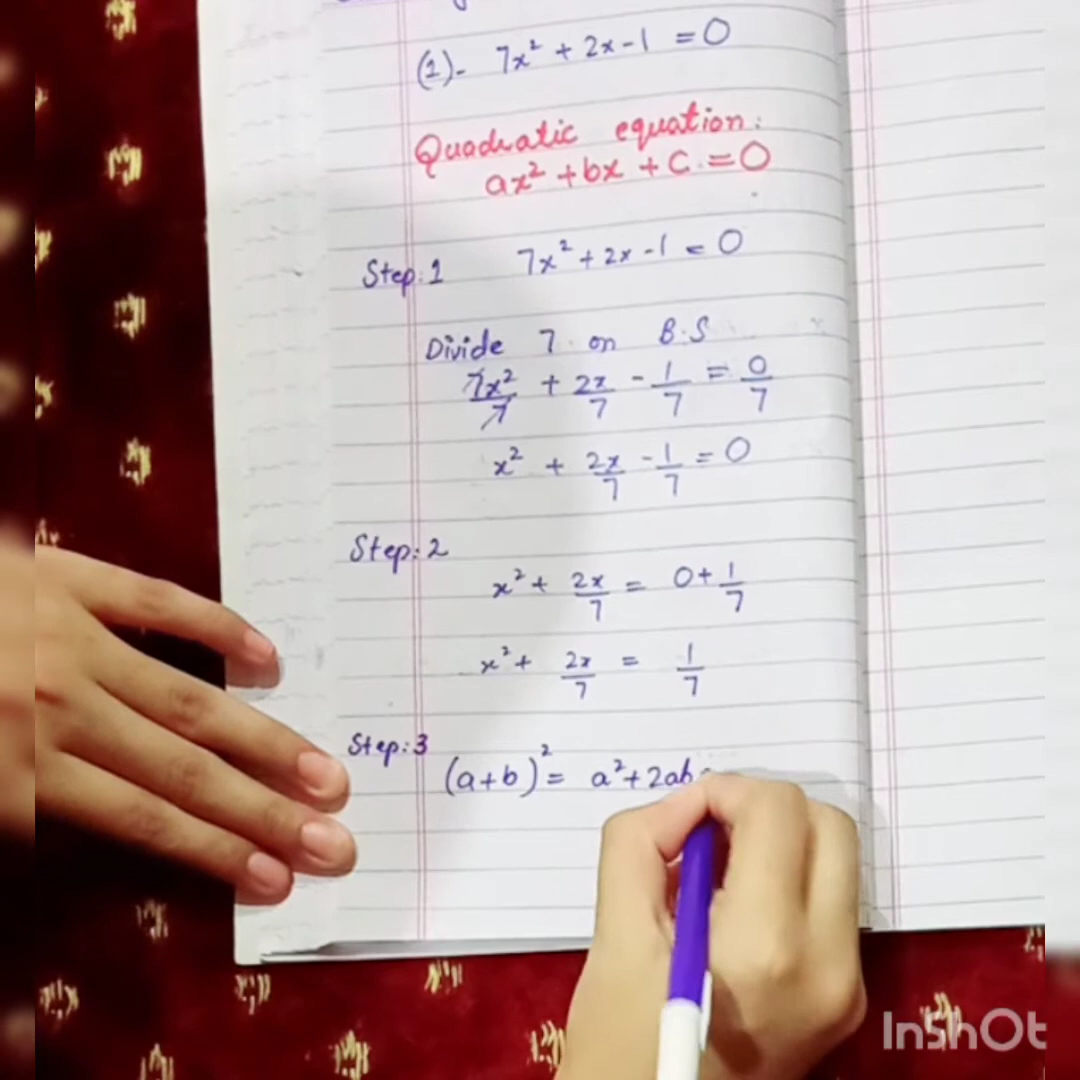 (1)- 7x² + 2x - 1 = 0
Quadratic equation:
ax² + bx + c = 0
Step:1 7x² + 2x - 1 = 0
Divide 7 on B.S
7x²/7 + 2x/7 - 1/7 = 0/7
x² + 2x/7 - 1/7 = 0
Step:2
x² + 2x/7 = 0 + 1/7
x² + 2x/7 = 1/7
Step:3
(a+b)² = a² + 2ab
InShOt